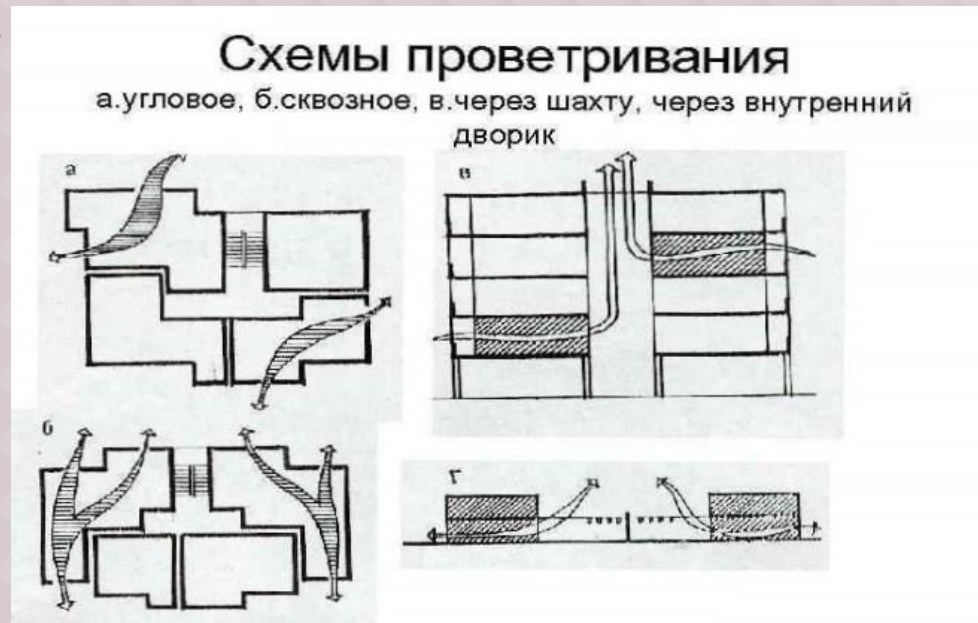 Схемы проветривания
а.угловое, б.сквозное, в.через шахту, через внутренний
дворик
а
в
б
г